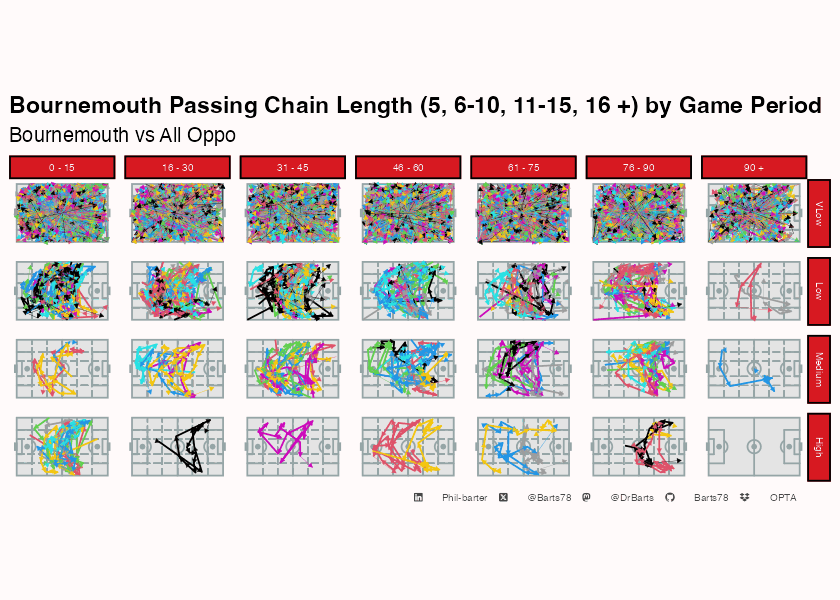 Bournemouth Passing Chain Length (5, 6-10, 11-15, 16 +) by Game Period
Bournemouth vs All Oppo
0 - 15 16 - 30 31 - 45 46 - 60 61 - 75 76 - 90 90 +
VLow
Low
Medium
High
Phil-barter @Barts78 @DrBarts Barts78 OPTA